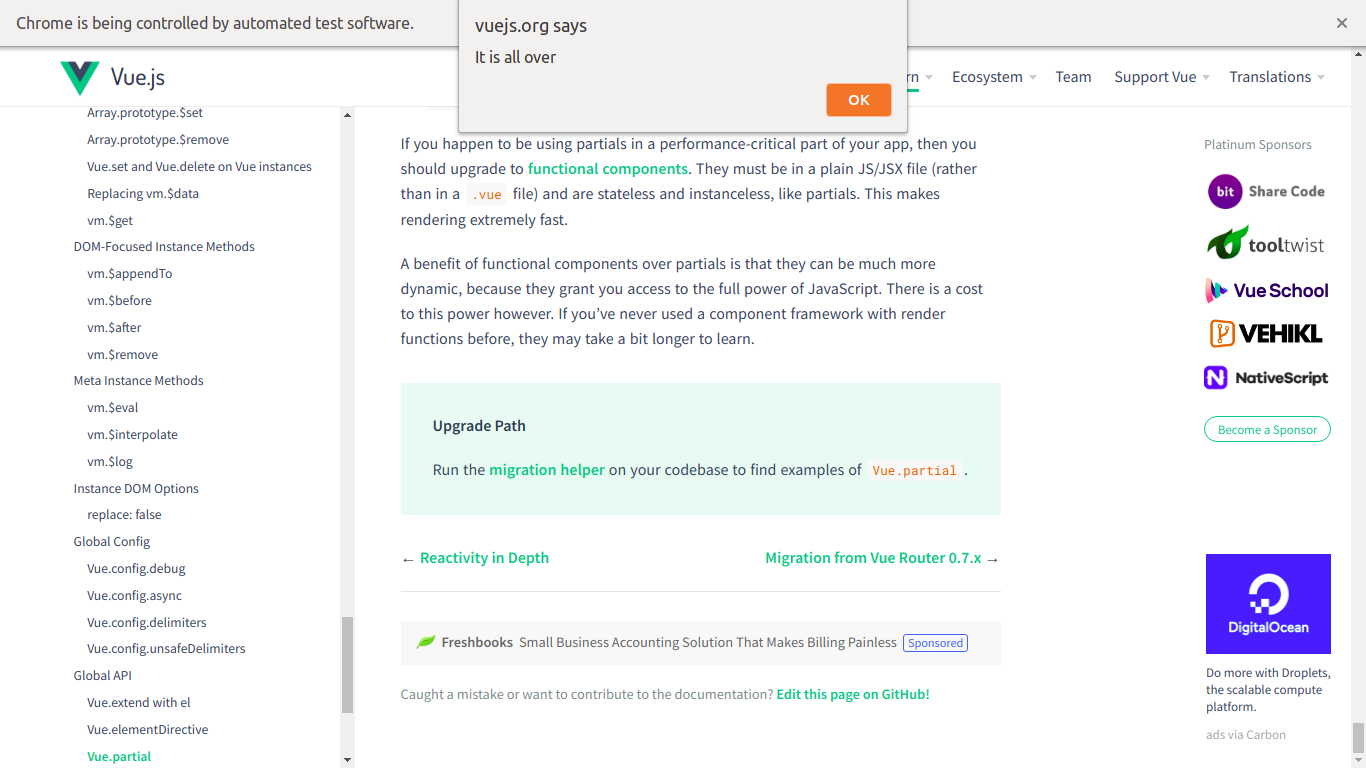 Chrome is being controlled by automated test software.
vuejs.org says
It is all over
OK
Vue.js
rn
Ecosystem
Team
Support Vue
Translations
Array.prototype.$set
Array.prototype.$remove
Vue.set and Vue.delete on Vue instances
Replacing vm.$data
vm.$get
DOM-Focused Instance Methods
vm.$appendTo
vm.$before
vm.$after
vm.$remove
Meta Instance Methods
vm.$eval
vm.$interpolate
vm.$log
Instance DOM Options
replace: false
Global Config
Vue.config.debug
Vue.config.async
Vue.config.delimiters
Vue.config.unsafeDelimiters
Global API
Vue.extend with el
Vue.elementDirective
Vue.partial
If you happen to be using partials in a performance-critical part of your app, then you
should upgrade to functional components. They must be in a plain JS/JSX file (rather
than in a .vue file) and are stateless and instanceless, like partials. This makes
rendering extremely fast.
A benefit of functional components over partials is that they can be much more
dynamic, because they grant you access to the full power of JavaScript. There is a cost
to this power however. If you’ve never used a component framework with render
functions before, they may take a bit longer to learn.
Upgrade Path
Run the migration helper on your codebase to find examples of Vue.partial.
← Reactivity in Depth
Migration from Vue Router 0.7.x →
Freshbooks Small Business Accounting Solution That Makes Billing Painless Sponsored
Caught a mistake or want to contribute to the documentation? Edit this page on GitHub!
Platinum Sponsors
bit Share Code
tooltwist
Vue School
VEHIKL
NativeScript
Become a Sponsor
DigitalOcean
Do more with Droplets,
the scalable compute
platform.
ads via Carbon